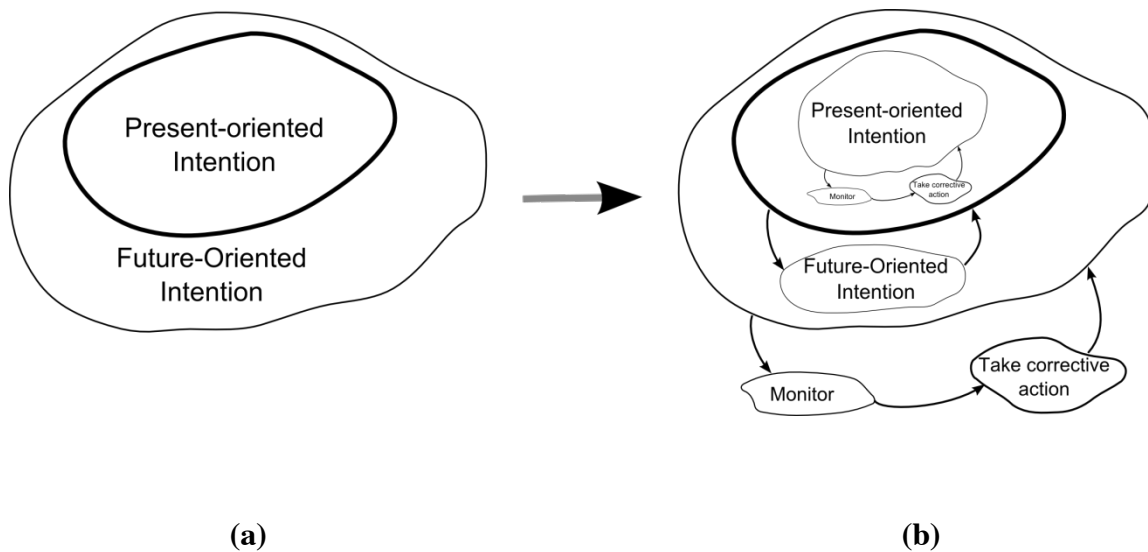 Present-oriented
Intention
Future-Oriented
Intention
Present-oriented
Intention
Monitor
Take corrective
action
Future-Oriented
Intention
Monitor
Take corrective
action
(a)
(b)